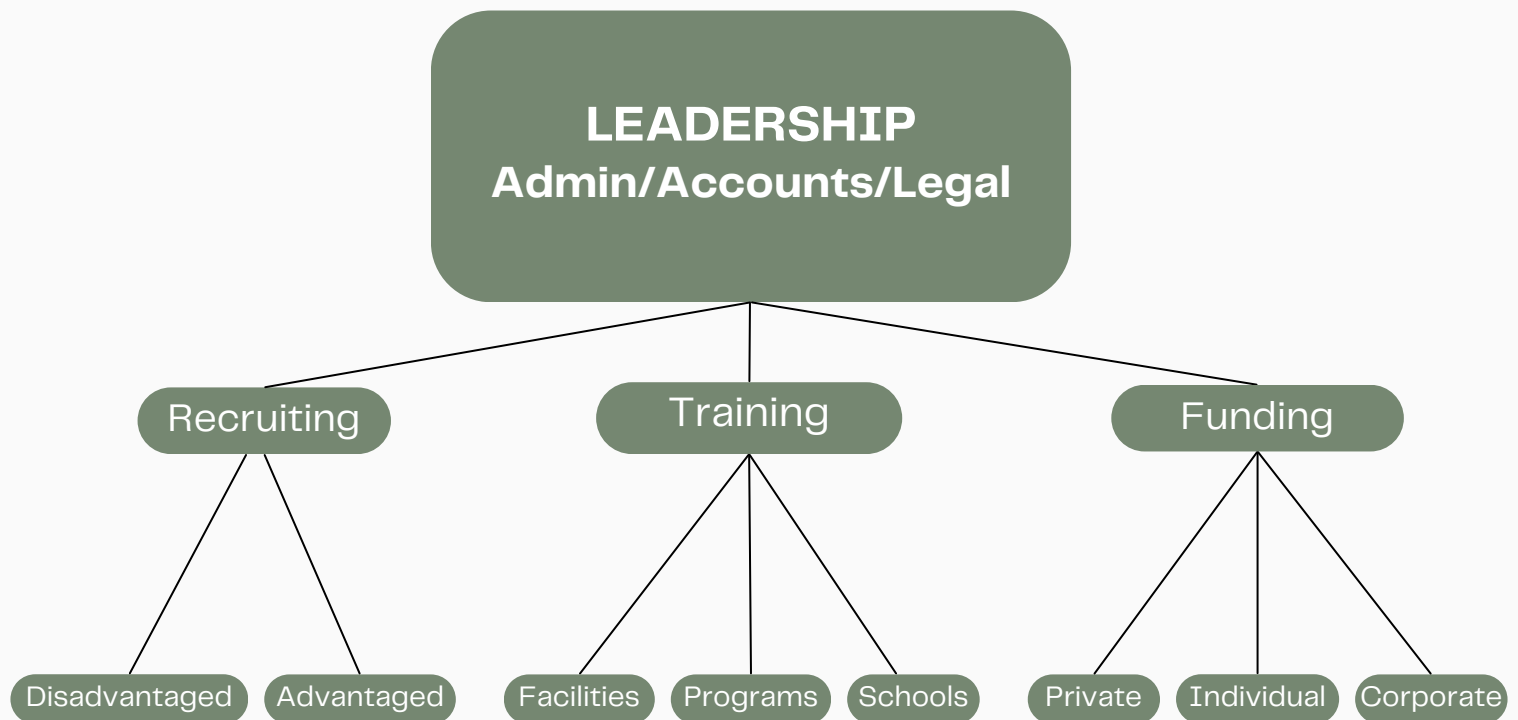 LEADERSHIP
Admin/Accounts/Legal
Recruiting
Training
Funding
Disadvantaged
Advantaged
Facilities
Programs
Schools
Private
Individual
Corporate